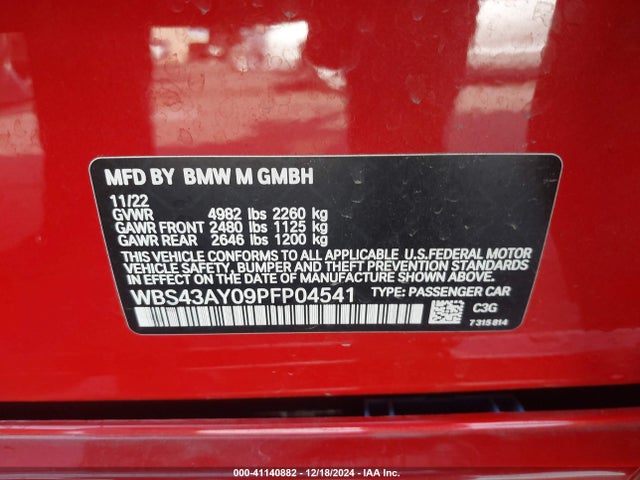 MFD BY BMW M GMBH
11/22
GVWR 4982 lbs 2260 kg
GAWR FRONT 2480 lbs 1125 kg
GAWR REAR 2646 lbs 1200 kg
THIS VEHICLE CONFORMS TO ALL APPLICABLE U.S.FEDERAL MOTOR
VEHICLE SAFETY, BUMPER, AND THEFT PREVENTION STANDARDS
IN EFFECT ON THE DATE OF MANUFACTURE SHOWN ABOVE.
WBS43AY09PFP04541 TYPE: PASSENGER CAR
C3G
7 315 814
000-41140882 - 12/18/2024 - IAA Inc.